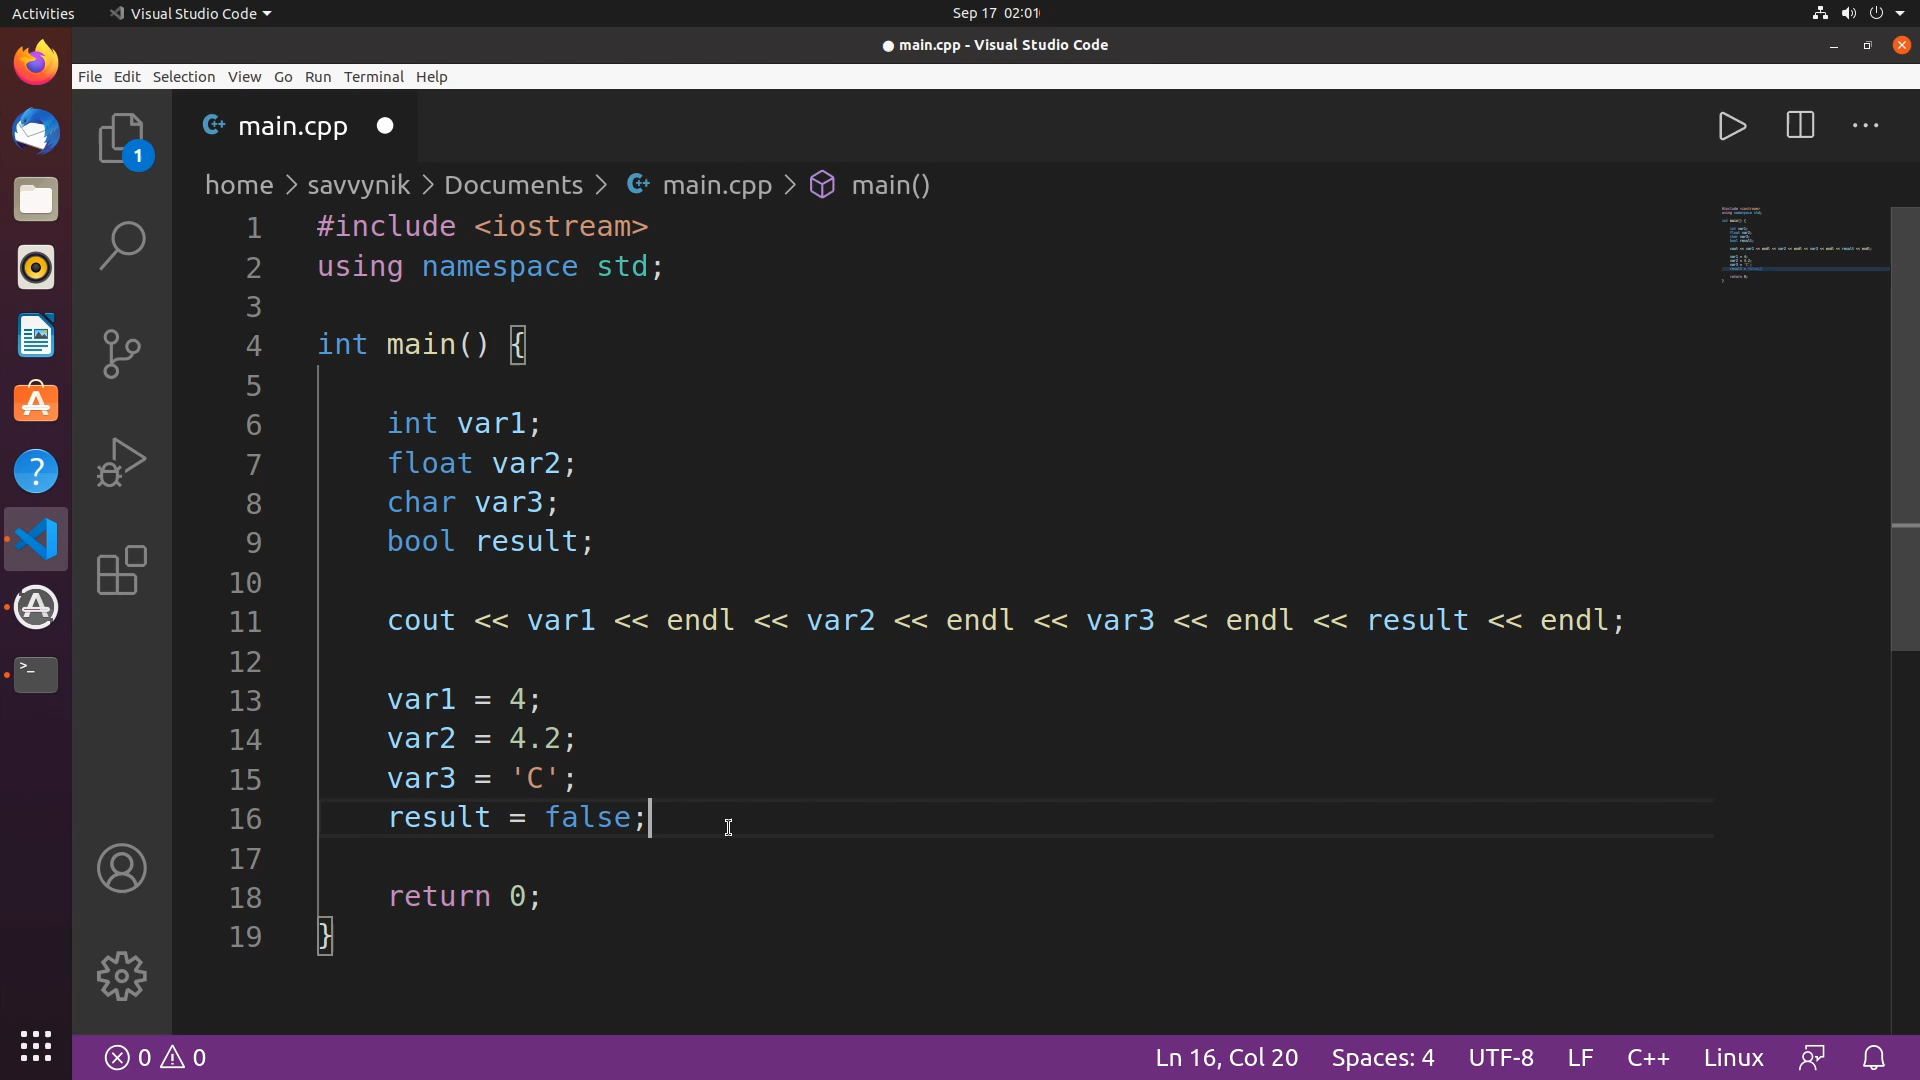 Activities Visual Studio Code Sep 17 02:01
main.cpp - Visual Studio Code
File Edit Selection View Go Run Terminal Help
1
main.cpp
home > savvynik > Documents > main.cpp > main()
1 #include <iostream>
2 using namespace std;
3
4 int main() {
5
6 int var1;
7 float var2;
8 char var3;
9 bool result;
10
11 cout << var1 << endl << var2 << endl << var3 << endl << result << endl;
12
13 var1 = 4;
14 var2 = 4.2;
15 var3 = 'C';
16 result = false;
17
18 return 0;
19 }
0 0 Ln 16, Col 20 Spaces: 4 UTF-8 LF C++ Linux